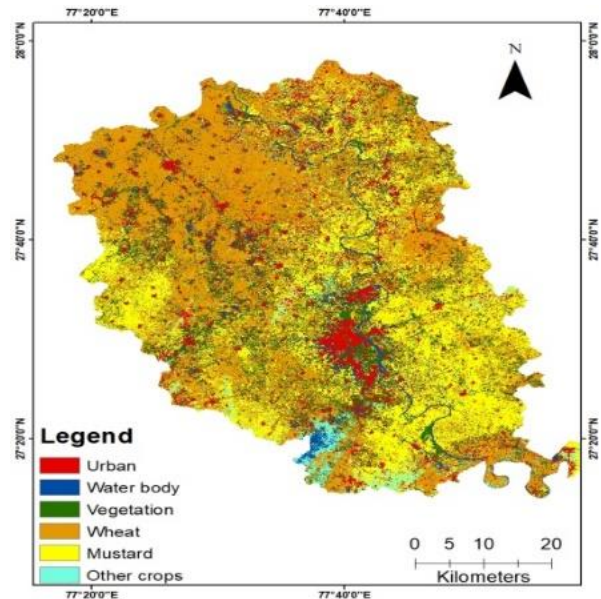 77°20'0"E 77°40'0"E
28°0'0"N 28°0'0"N
N
27°40'0"N 27°40'0"N
27°20'0"N 27°20'0"N
Legend
Urban
Water body
Vegetation
Wheat
Mustard
Other crops
0 5 10 20
Kilometers
77°20'0"E 77°40'0"E